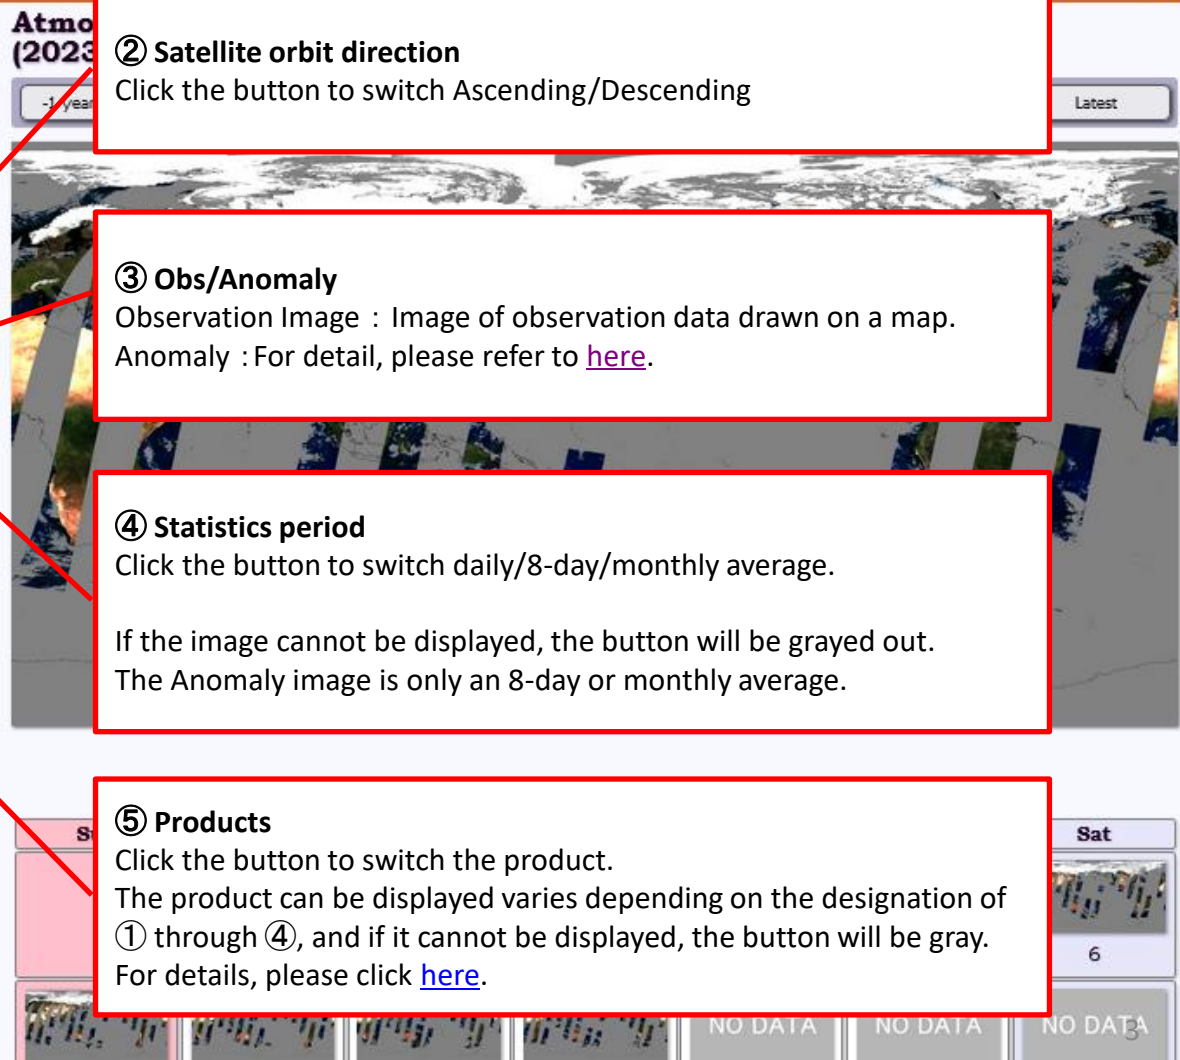 Atmo
(2023
② Satellite orbit direction
Click the button to switch Ascending/Descending
-1 year
Latest
③ Obs/Anomaly
Observation Image : Image of observation data drawn on a map.
Anomaly : For detail, please refer to here.
④ Statistics period
Click the button to switch daily/8-day/monthly average.
If the image cannot be displayed, the button will be grayed out.
The Anomaly image is only an 8-day or monthly average.
⑤ Products
Click the button to switch the product.
The product can be displayed varies depending on the designation of
① through ④, and if it cannot be displayed, the button will be gray.
For details, please click here.
Sat
6
NO DATA
NO DATA
NO DATA
3